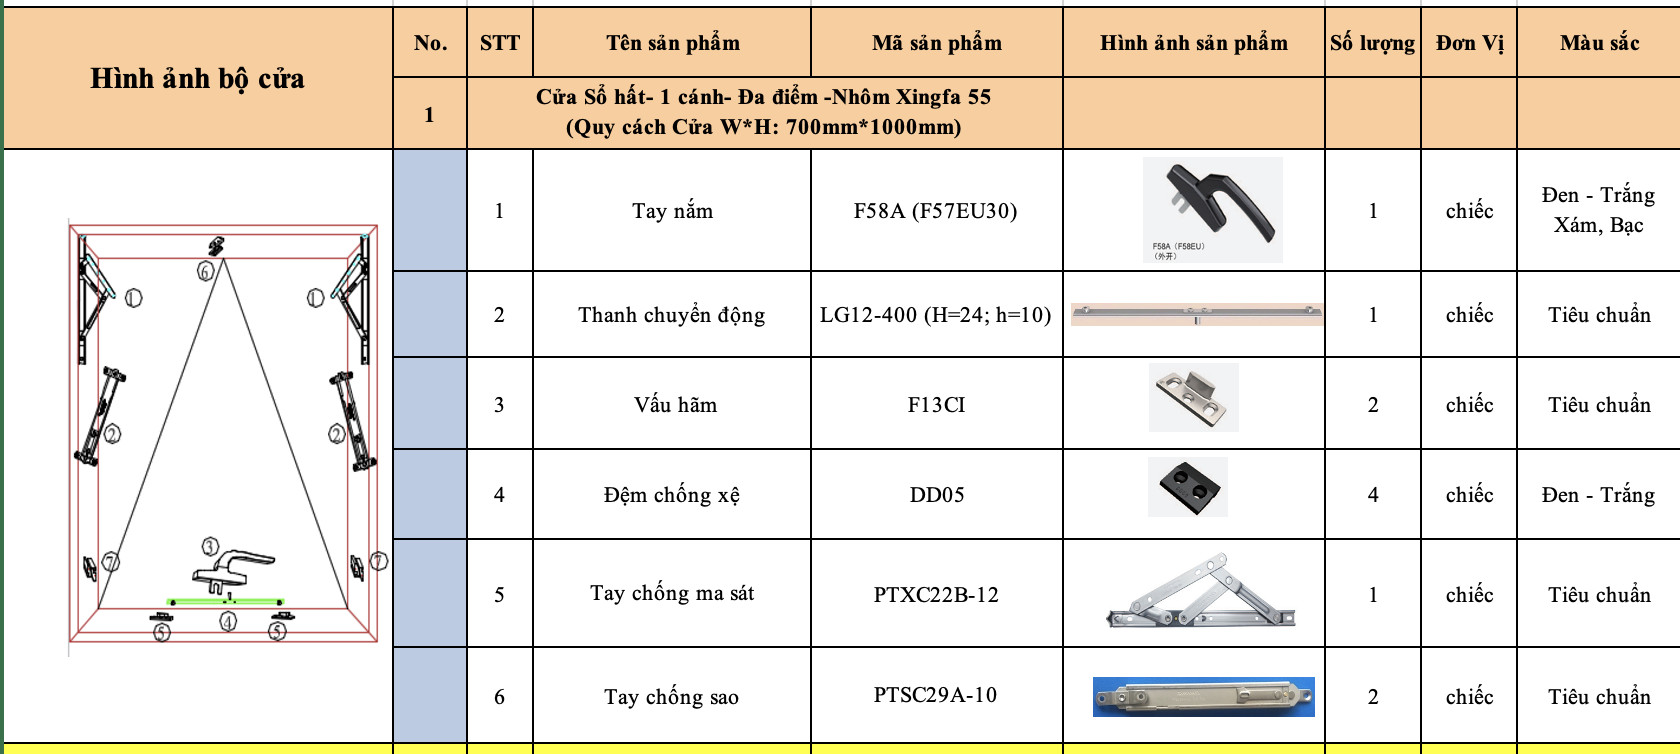 Hình ảnh bộ cửa
No.
STT
Tên sản phẩm
Mã sản phẩm
Hình ảnh sản phẩm
Số lượng
Đơn Vị
Màu sắc
1
Cửa Sổ hất- 1 cánh- Đa điểm -Nhôm Xingfa 55
(Quy cách Cửa W*H: 700mm*1000mm)
6
1
1
2
2
3
7
7
4
5
5
1
Tay nắm
F58A (F57EU30)
F58A（F58EU）
（外开）
1
chiếc
Đen - Trắng
Xám, Bạc
2
Thanh chuyển động
LG12-400 (H=24; h=10)
1
chiếc
Tiêu chuẩn
3
Vấu hãm
F13CI
2
chiếc
Tiêu chuẩn
4
Đệm chống xệ
DD05
4
chiếc
Đen - Trắng
5
Tay chống ma sát
PTXC22B-12
1
chiếc
Tiêu chuẩn
6
Tay chống sao
PTSC29A-10
2
chiếc
Tiêu chuẩn